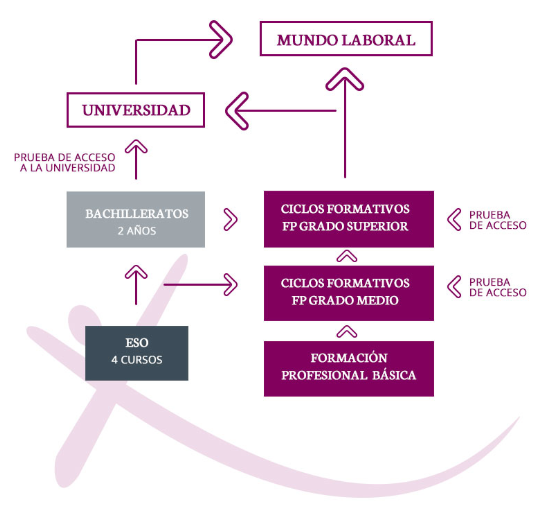 MUNDO LABORAL
UNIVERSIDAD
PRUEBA DE ACCESO
A LA UNIVERSIDAD
BACHILLERATOS
2 AÑOS
CICLOS FORMATIVOS
FP GRADO SUPERIOR
PRUEBA
DE ACCESO
CICLOS FORMATIVOS
FP GRADO MEDIO
PRUEBA
DE ACCESO
ESO
4 CURSOS
FORMACIÓN
PROFESIONAL BÁSICA